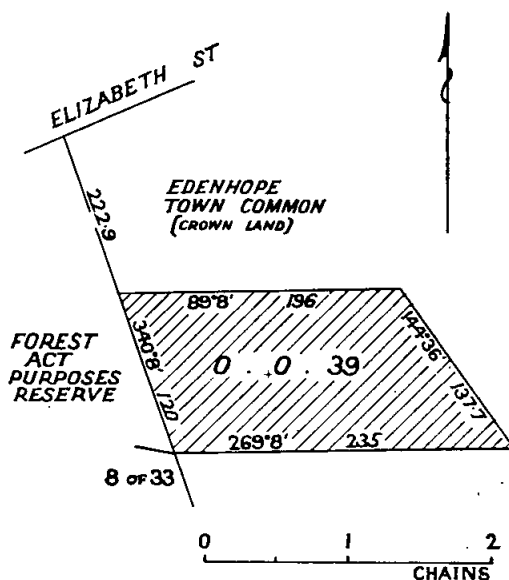 ELIZABETH ST
222·9
EDENHOPE
TOWN COMMON
(CROWN LAND)
89°8' 196
144°36'
137·7
340°8'
120
FOREST
ACT
PURPOSES
RESERVE
0 . 0 . 39
269°8' 235
8 OF 33
0 1 2
CHAINS